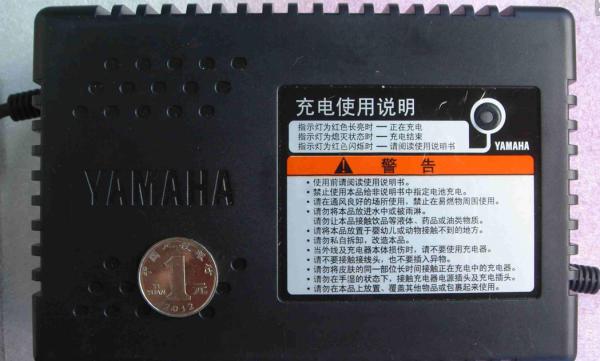 充电使用说明
指示灯为红色长亮时 — 正在充电
指示灯为熄灭状态时 — 充电结束
指示灯为红色闪烁时 — 请阅读使用说明书
YAMAHA
警告
• 使用前请阅读使用说明书。
• 禁止使用本品给非说明书中指定电池充电。
• 请在通风良好的场所使用，禁止在易燃物周围使用。
• 请勿将本品放进水中或被雨淋。
请勿让本品接触饮品等液体、药品或油类物质。
• 请勿将本品放置于婴幼儿或动物接触到不的地方。
• 请勿私自拆卸，改造本品。
• 当外线及充电器本体损伤时，请不要使用充电器。
• 请不要接触接线头，也不要插入异物。
• 请勿将皮肤的同一部位长时间接触正在充电中的充电器。
• 请勿在手湿的状态下，接触充电器电源插头及充电插头。
• 请勿在本品上放置、覆盖其他物品或包裹起来使用。
YAMAHA
中国人民银行
1
YI YUAN
元
2012